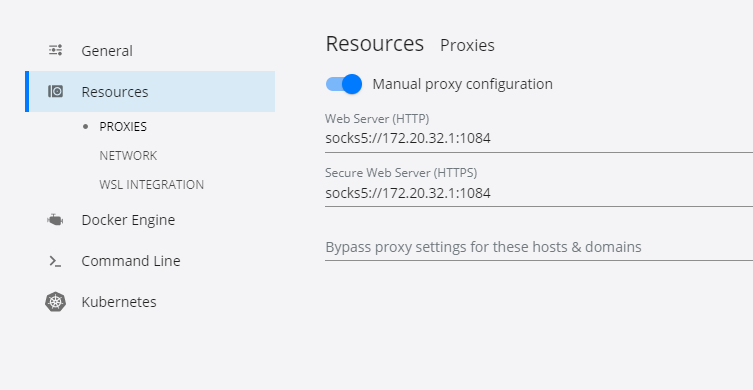 General
Resources
PROXIES
NETWORK
WSL INTEGRATION
Docker Engine
Command Line
Kubernetes
Resources Proxies
Manual proxy configuration
Web Server (HTTP)
socks5://172.20.32.1:1084
Secure Web Server (HTTPS)
socks5://172.20.32.1:1084
Bypass proxy settings for these hosts & domains